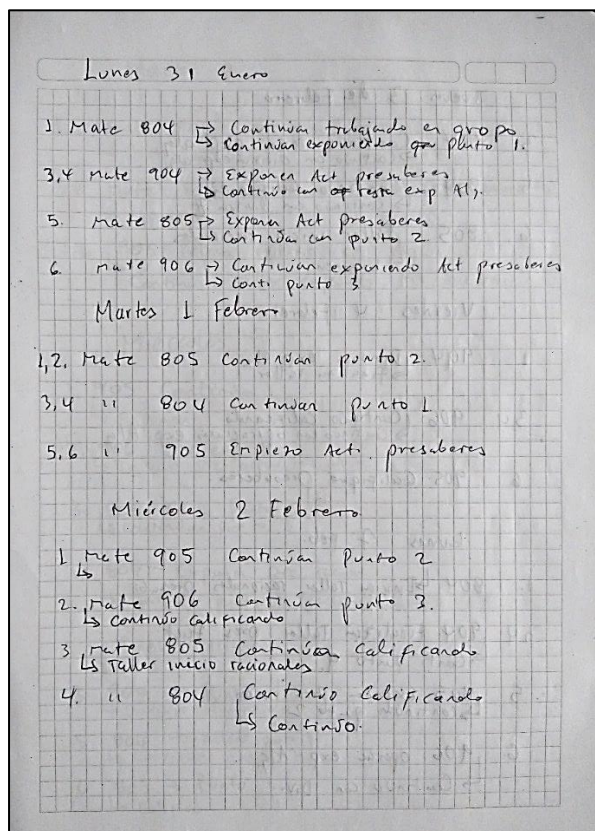 Lunes 31 Enero
1. Mate 804 → Continúan trabajando en grupo
↳ Continúan exponiendo punto 1.
3,4 Mate 904 → Exponen Act presaberes
↳ Continúo con resta exp Alg.
5. Mate 805 → Exponen Act presaberes
↳ Continúan con punto 2
6. Mate 906 → Continúan exponiendo Act presaberes
↳ Conti punto 3
Martes 1 Febrero
1,2. Mate 805 Continúan punto 2.
3,4 " 804 Continúan punto 1
5,6 " 905 Empiezo Acti. presaberes
Miércoles 2 Febrero
1 Mate 905 Continúan Punto 2
↳
2. Mate 906 Continúan punto 3.
↳ Continúo calificando
3 Mate 805 Continúan Calificando
↳ Taller inicio racionales
4. " 804 Continúo Calificando
↳ Continúo.